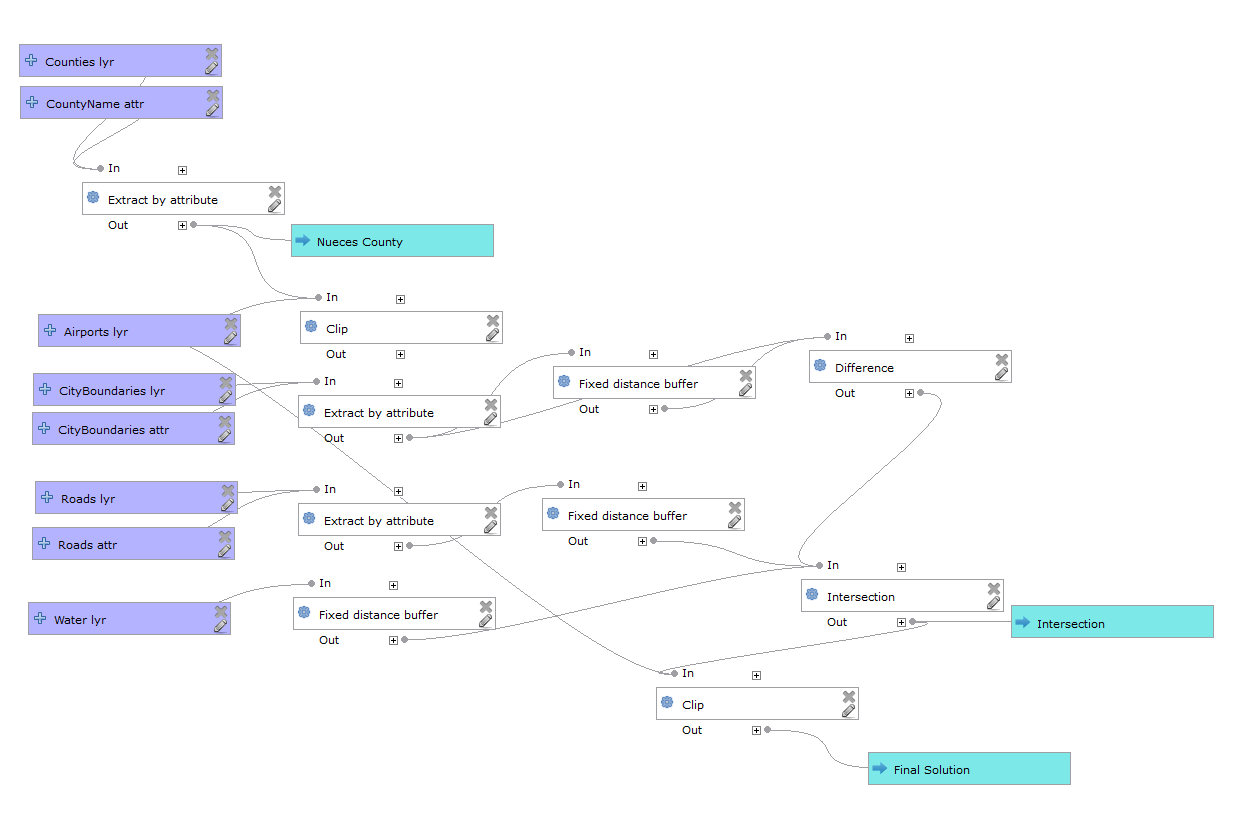 Counties lyr
CountyName attr
In
Extract by attribute
Out
Nueces County
In
Airports lyr
Clip
Out
In
Difference
Out
In
Fixed distance buffer
Out
CityBoundaries lyr
In
CityBoundaries attr
Extract by attribute
Out
Roads lyr
In
Roads attr
Extract by attribute
Out
In
Fixed distance buffer
Out
In
Water lyr
Fixed distance buffer
Out
In
Intersection
Out
Intersection
In
Clip
Out
Final Solution